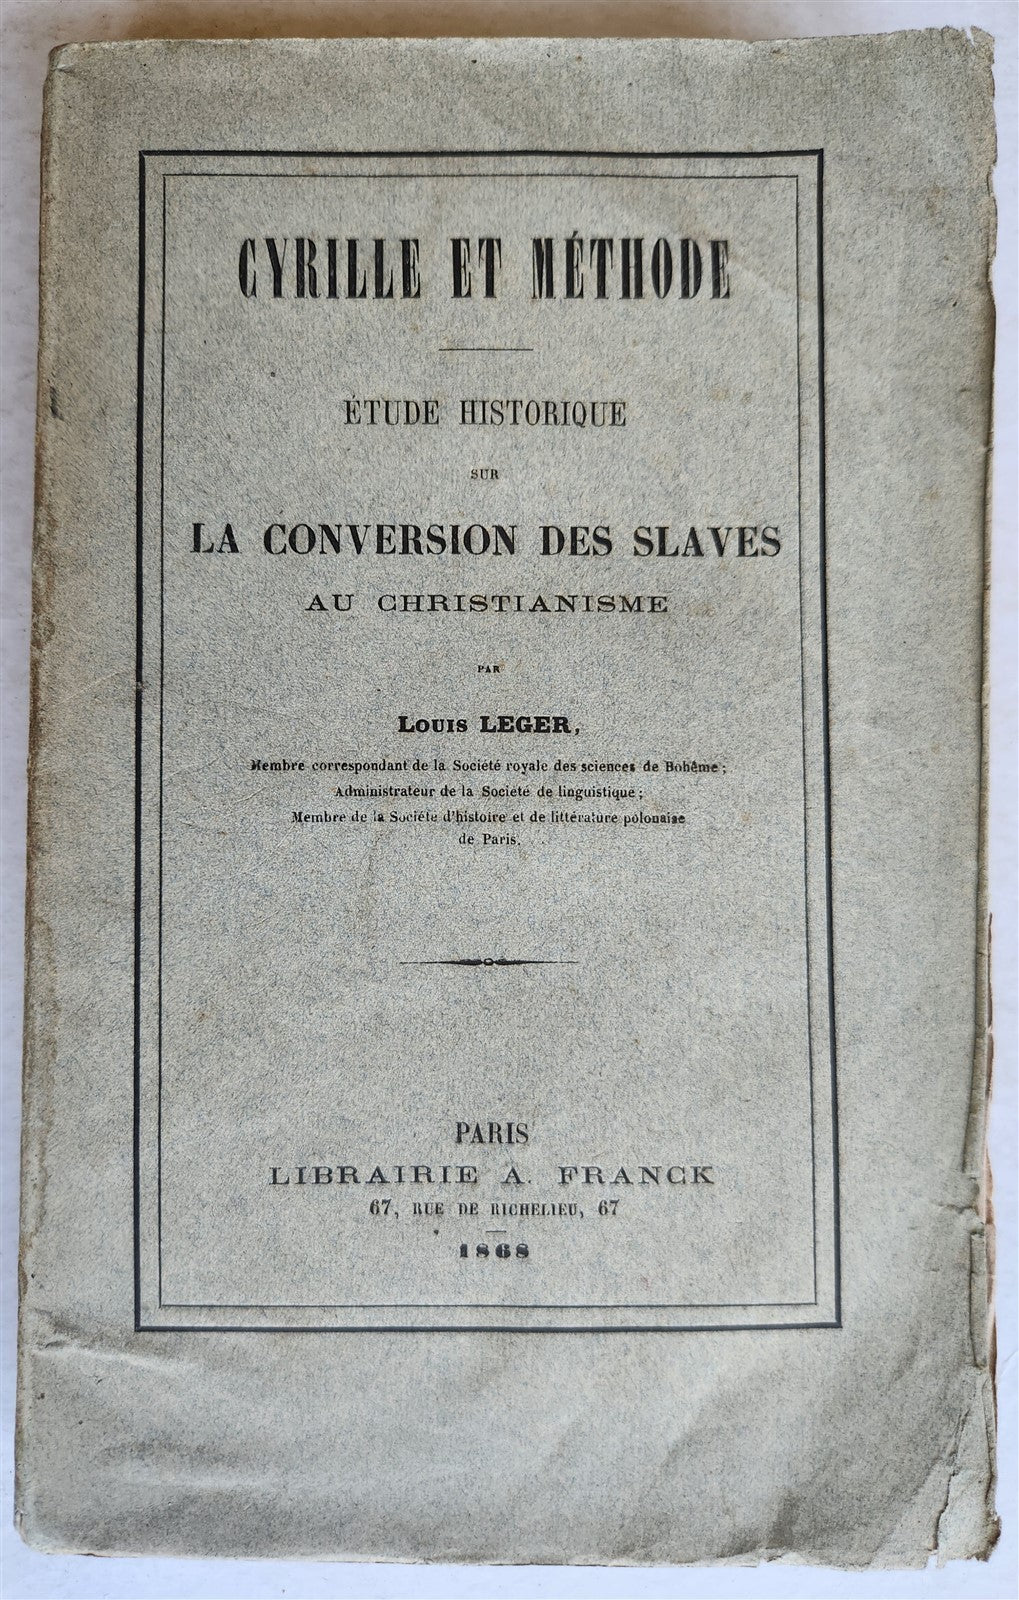 CYRILLE ET MÉTHODE
ÉTUDE HISTORIQUE
SUR
LA CONVERSION DES SLAVES
AU CHRISTIANISME
PAR
LOUIS LEGER,
Membre correspondant de la Société royale des sciences de Bohême ;
Administrateur de la Société de linguistique ;
Membre de la Société d'histoire et de littérature polonaise
de Paris.
PARIS
LIBRAIRIE A. FRANCK
67, RUE DE RICHELIEU, 67
1868